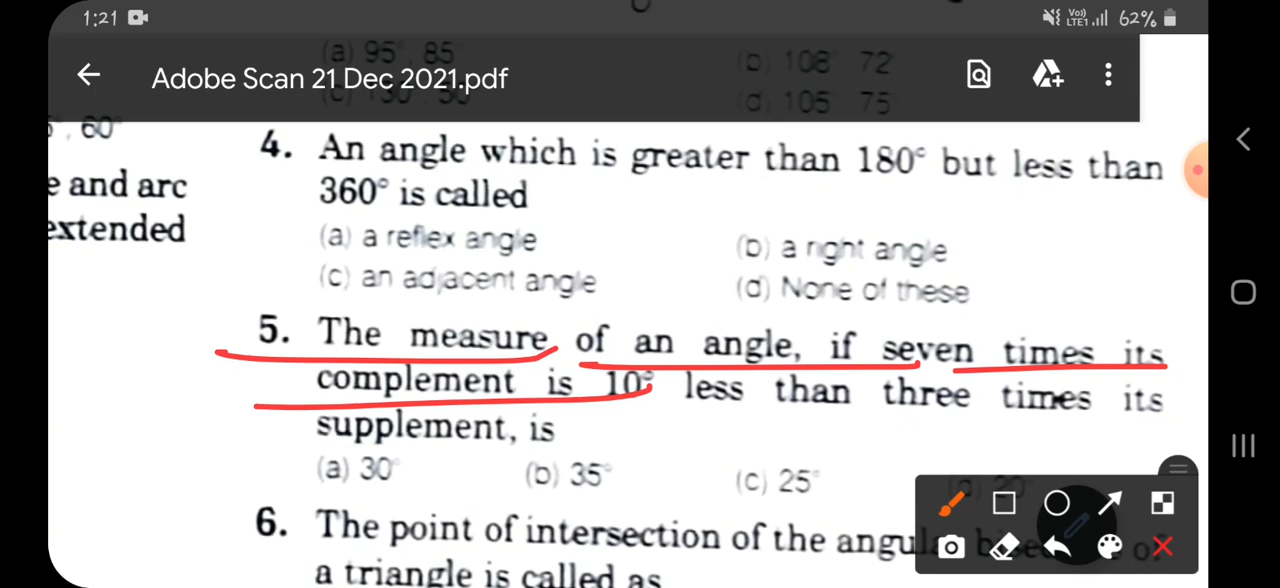 1:21
Vo)
LTE1
62%
Adobe Scan 21 Dec 2021.pdf
(a) 95° 85°
(b) 108° 72°
(d) 105° 75°
, 60°
4. An angle which is greater than 180° but less than
360° is called
e and arc
extended
(a) a reflex angle
(b) a right angle
(c) an adjacent angle
(d) None of these
5. The measure of an angle, if seven times its
complement is 10° less than three times its
supplement, is
(a) 30°
(b) 35°
(c) 25°
6. The point of intersection of the angul
a triangle is called as